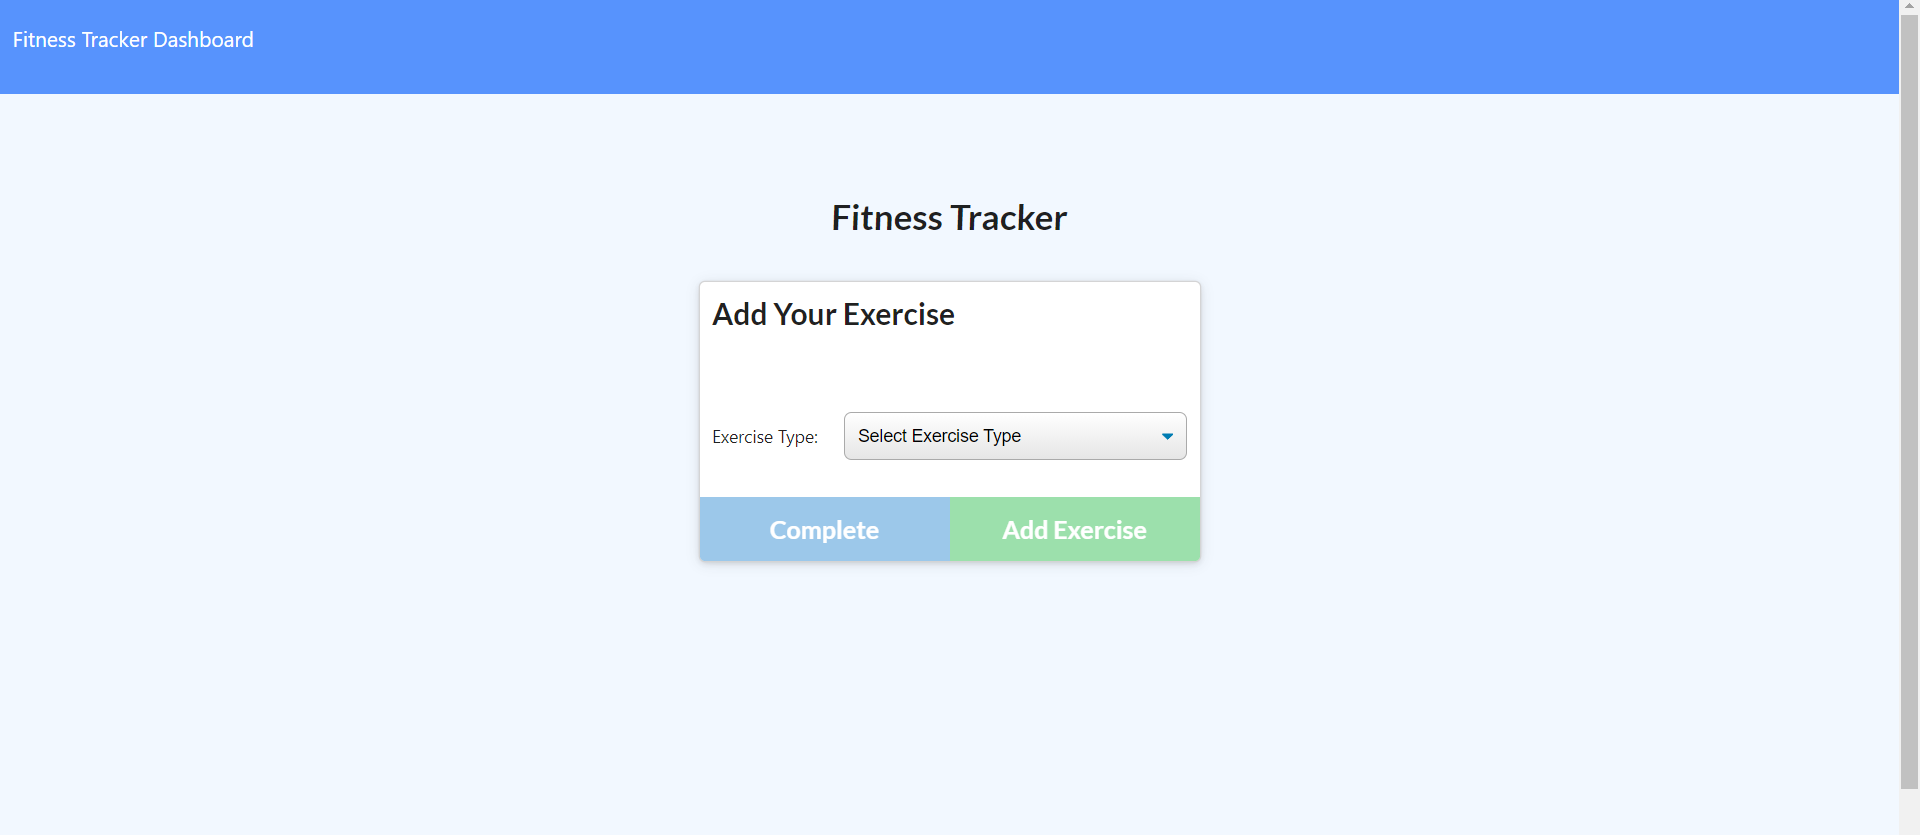 Fitness Tracker Dashboard
Fitness Tracker
Add Your Exercise
Exercise Type: Select Exercise Type
Complete Add Exercise